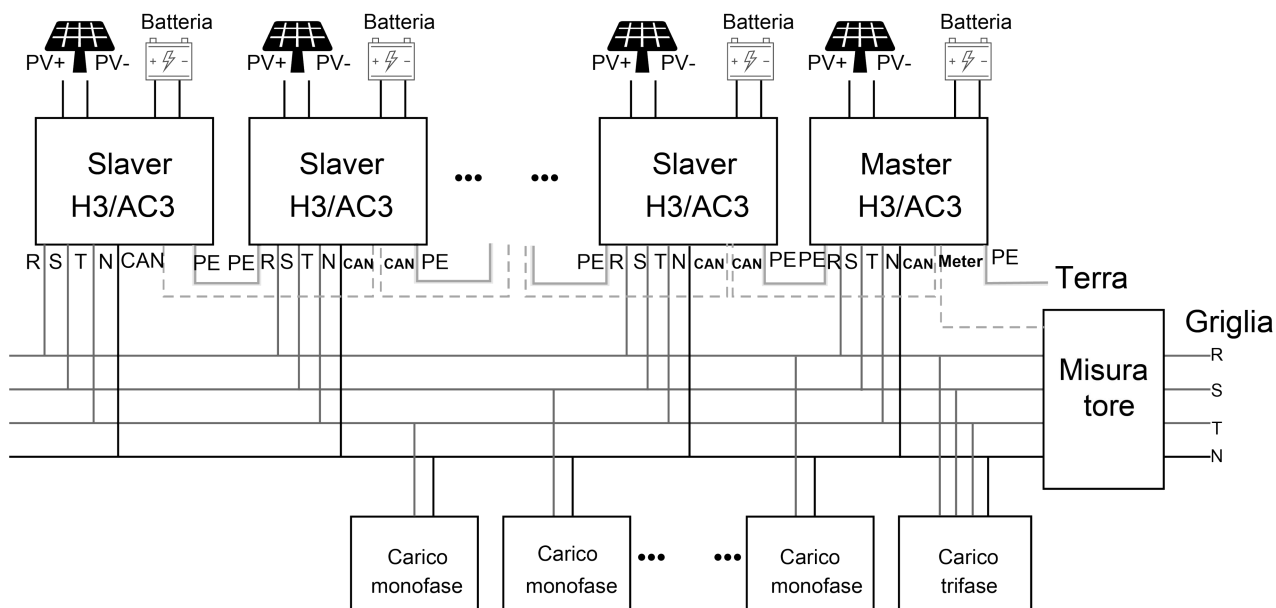 Batteria
Batteria
Batteria
Batteria
PV+ PV- + -
PV+ PV- + -
PV+ PV- + -
PV+ PV- + -
Slaver
H3/AC3
Slaver
H3/AC3
•••
•••
Slaver
H3/AC3
Master
H3/AC3
R S T N CAN PE
PE R S T N CAN CAN PE
PE R S T N CAN CAN PE
PE R S T N CAN Meter PE
Terra
Griglia
Misura
tore
R
S
T
N
Carico
monofase
Carico
monofase
•••
•••
Carico
monofase
Carico
trifase